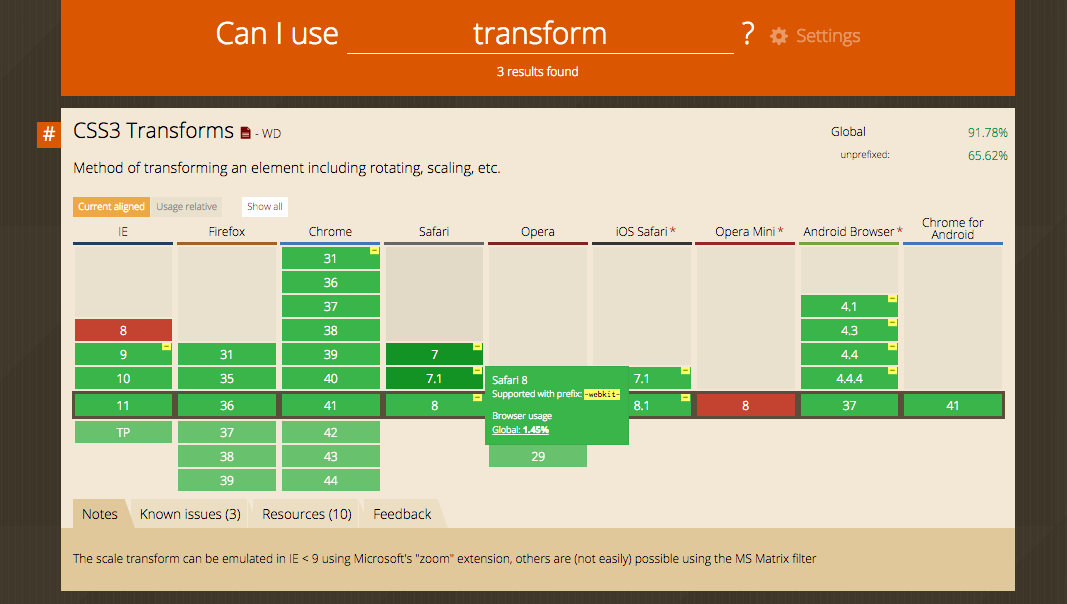 Can I use transform ? Settings
3 results found
#
CSS3 Transforms - WD
Global 91.78%
unprefixed: 65.62%
Method of transforming an element including rotating, scaling, etc.
Current aligned Usage relative Show all
IE Firefox Chrome Safari Opera iOS Safari * Opera Mini * Android Browser * Chrome for Android
31
36
37 4.1
8 38 4.3
9 31 39 7 4.4
10 35 40 7.1 7.1 4.4.4
11 36 41 8 8.1 8 37 41
TP 37 42
38 43 29
39 44
Safari 8
Supported with prefix: -webkit-
Browser usage
Global: 1.45%
Notes Known issues (3) Resources (10) Feedback
The scale transform can be emulated in IE < 9 using Microsoft's "zoom" extension, others are (not easily) possible using the MS Matrix filter